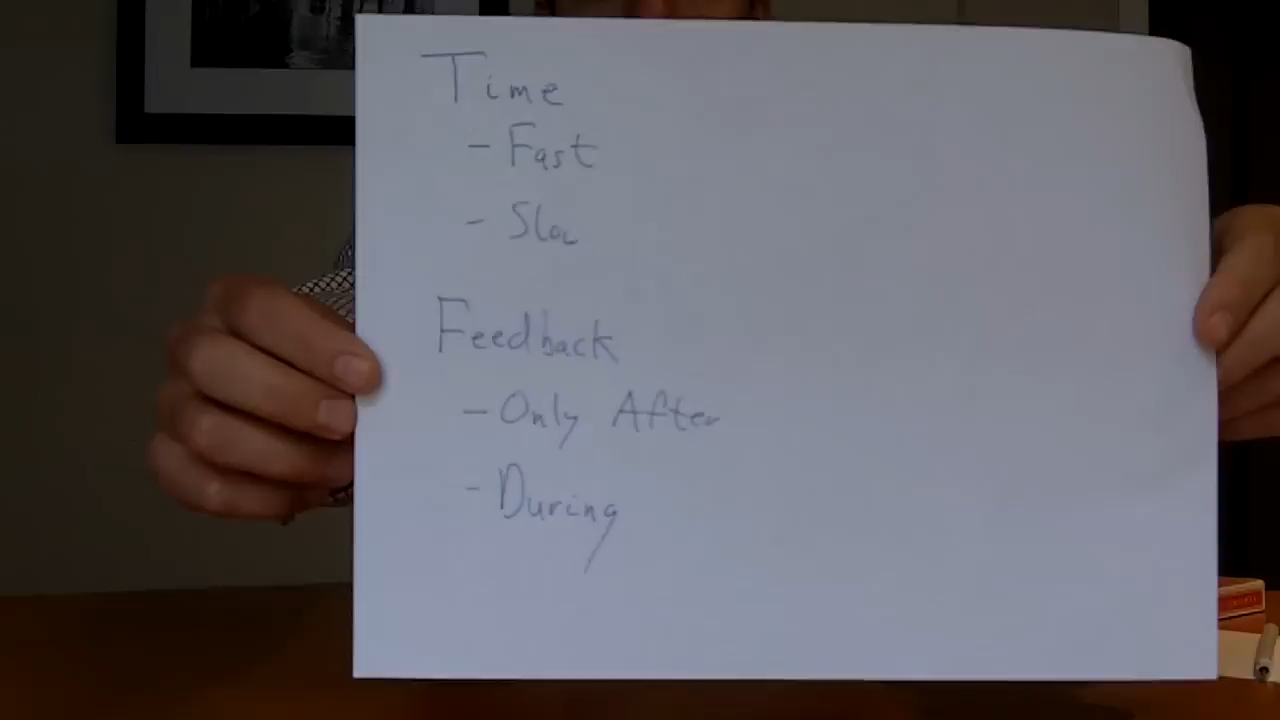 Time
- Fast
- Slow
Feedback
- Only After
- During